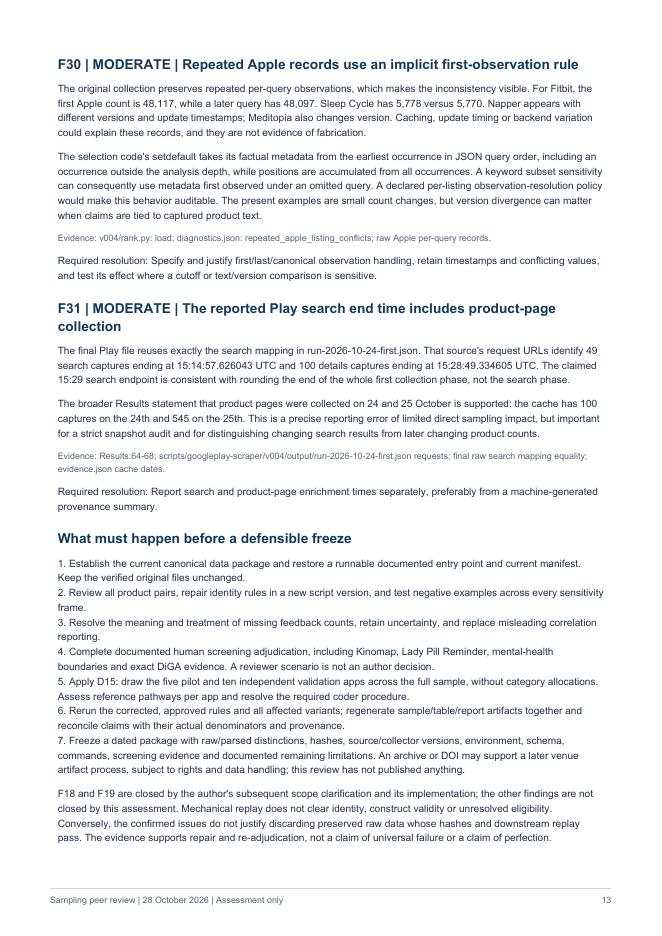 F30 | MODERATE | Repeated Apple records use an implicit first-observation rule
The original collection preserves repeated per-query observations, which makes the inconsistency visible. For Fitbit, the
first Apple count is 48,117, while a later query has 48,097. Sleep Cycle has 5,778 versus 5,770. Napper appears with
different versions and update timestamps; Meditopia also changes version. Caching, update timing or backend variation
could explain these records, and they are not evidence of fabrication.
The selection code's setdefault takes its factual metadata from the earliest occurrence in JSON query order, including an
occurrence outside the analysis depth, while positions are accumulated from all occurrences. A keyword subset sensitivity
can consequently use metadata first observed under an omitted query. A declared per-listing observation-resolution policy
would make this behavior auditable. The present examples are small count changes, but version divergence can matter
when claims are tied to captured product text.
Evidence: v004/rank.py: load; diagnostics.json: repeated_apple_listing_conflicts; raw Apple per-query records.
Required resolution: Specify and justify first/last/canonical observation handling, retain timestamps and conflicting values,
and test its effect where a cutoff or text/version comparison is sensitive.
F31 | MODERATE | The reported Play search end time includes product-page
collection
The final Play file reuses exactly the search mapping in run-2026-10-24-first.json. That source's request URLs identify 49
search captures ending at 15:14:57.626043 UTC and 100 details captures ending at 15:28:49.334605 UTC. The claimed
15:29 search endpoint is consistent with rounding the end of the whole first collection phase, not the search phase.
The broader Results statement that product pages were collected on 24 and 25 October is supported: the cache has 100
captures on the 24th and 545 on the 25th. This is a precise reporting error of limited direct sampling impact, but important
for a strict snapshot audit and for distinguishing changing search results from later changing product counts.
Evidence: Results:64-68; scripts/googleplay-scraper/v004/output/run-2026-10-24-first.json requests; final raw search mapping equality;
evidence.json cache dates.
Required resolution: Report search and product-page enrichment times separately, preferably from a machine-generated
provenance summary.
What must happen before a defensible freeze
1. Establish the current canonical data package and restore a runnable documented entry point and current manifest.
Keep the verified original files unchanged.
2. Review all product pairs, repair identity rules in a new script version, and test negative examples across every sensitivity
frame.
3. Resolve the meaning and treatment of missing feedback counts, retain uncertainty, and replace misleading correlation
reporting.
4. Complete documented human screening adjudication, including Kinomap, Lady Pill Reminder, mental-health
boundaries and exact DiGA evidence. A reviewer scenario is not an author decision.
5. Apply D15: draw the five pilot and ten independent validation apps across the full sample, without category allocations.
Assess reference pathways per app and resolve the required coder procedure.
6. Rerun the corrected, approved rules and all affected variants; regenerate sample/table/report artifacts together and
reconcile claims with their actual denominators and provenance.
7. Freeze a dated package with raw/parsed distinctions, hashes, source/collector versions, environment, schema,
commands, screening evidence and documented remaining limitations. An archive or DOI may support a later venue
artifact process, subject to rights and data handling; this review has not published anything.
F18 and F19 are closed by the author's subsequent scope clarification and its implementation; the other findings are not
closed by this assessment. Mechanical replay does not clear identity, construct validity or unresolved eligibility.
Conversely, the confirmed issues do not justify discarding preserved raw data whose hashes and downstream replay
pass. The evidence supports repair and re-adjudication, not a claim of universal failure or a claim of perfection.
Sampling peer review | 28 October 2026 | Assessment only
13